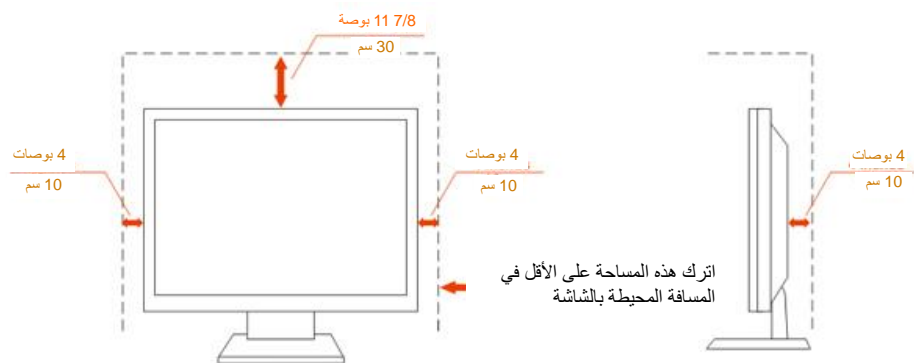 11 7/8 بوصة
30 سم
4 بوصات
10 سم
4 بوصات
10 سم
4 بوصات
10 سم
اترك هذه المساحة على الأقل في
المسافة المحيطة بالشاشة